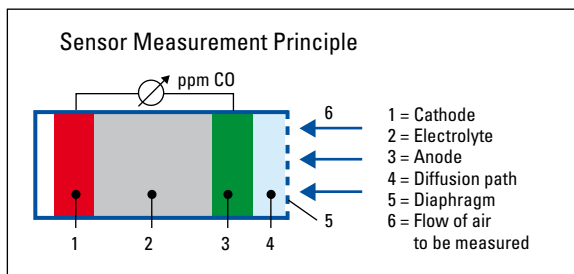 Sensor Measurement Principle
ppm CO
6
1 = Cathode
2 = Electrolyte
3 = Anode
4 = Diffusion path
5 = Diaphragm
6 = Flow of air
to be measured
1
2
3
4
5